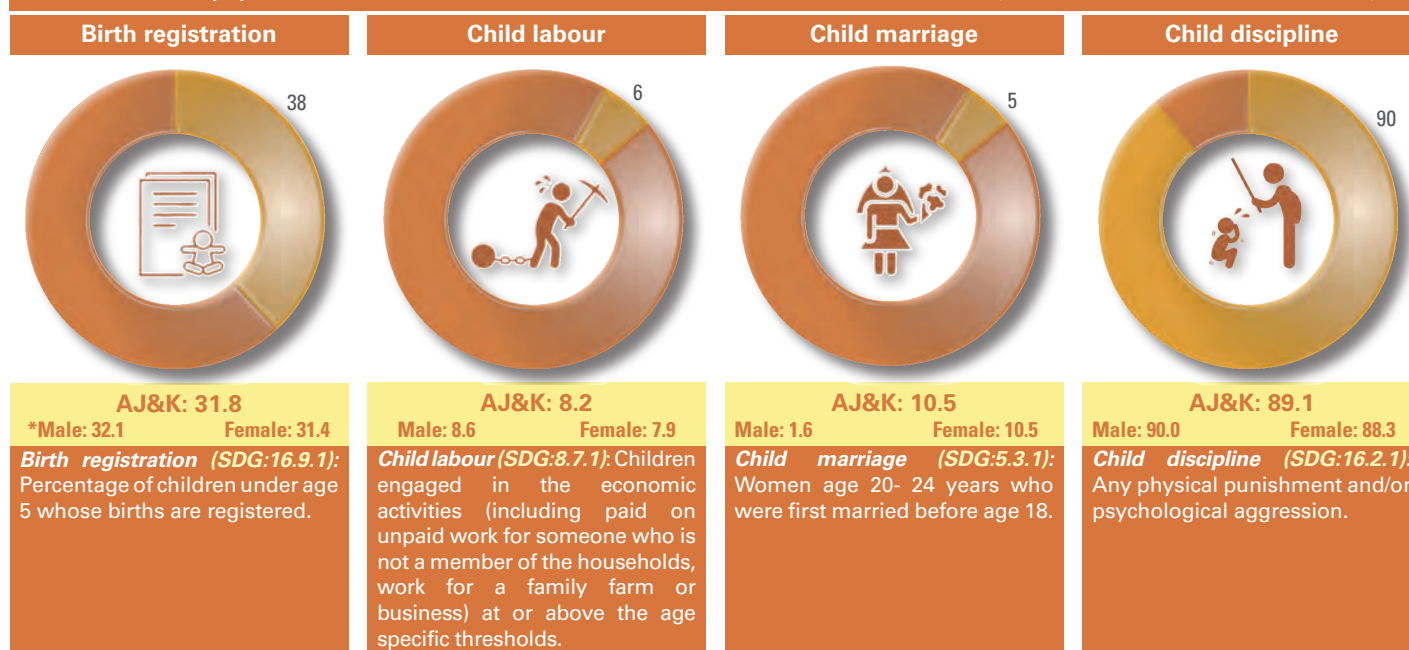 Birth registration
38
AJ&K: 31.8
*Male: 32.1 Female: 31.4
Birth registration (SDG:16.9.1):
Percentage of children under age
5 whose births are registered.
Child labour
6
AJ&K: 8.2
Male: 8.6 Female: 7.9
Child labour (SDG:8.7.1): Children
engaged in the economic
activities (including paid on
unpaid work for someone who is
not a member of the households,
work for a family farm or
business) at or above the age
specific thresholds.
Child marriage
5
AJ&K: 10.5
Male: 1.6 Female: 10.5
Child marriage (SDG:5.3.1):
Women age 20- 24 years who
were first married before age 18.
Child discipline
90
AJ&K: 89.1
Male: 90.0 Female: 88.3
Child discipline (SDG:16.2.1):
Any physical punishment and/or
psychological aggression.